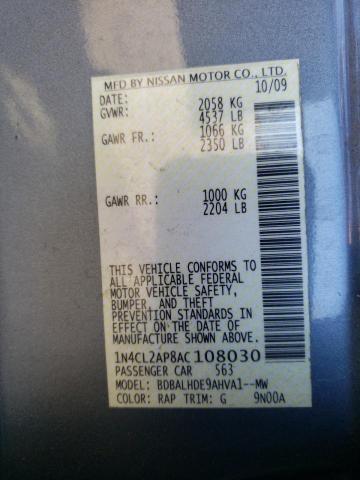 MFD BY NISSAN MOTOR CO., LTD.
DATE: 10/09
GVWR: 2058 KG
4537 LB
GAWR FR.: 1066 KG
2350 LB
GAWR RR.: 1000 KG
2204 LB
THIS VEHICLE CONFORMS TO
ALL APPLICABLE FEDERAL
MOTOR VEHICLE SAFETY,
BUMPER, AND THEFT
PREVENTION STANDARDS IN
EFFECT ON THE DATE OF
MANUFACTURE SHOWN ABOVE.
1N4CL2AP8AC108030
PASSENGER CAR 563
MODEL: BDBALHDE9AHVA1--MW
COLOR: RAP TRIM: G 9N00A